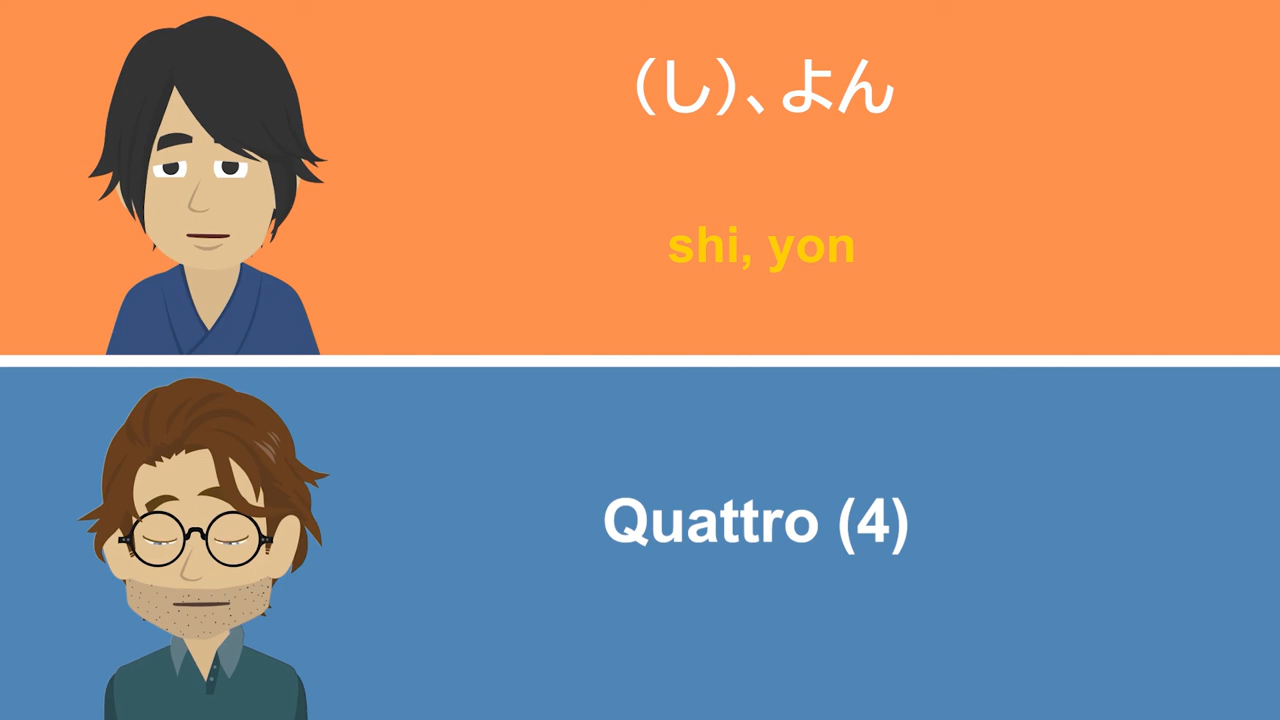 （し）、よん
shi, yon
Quattro (4)